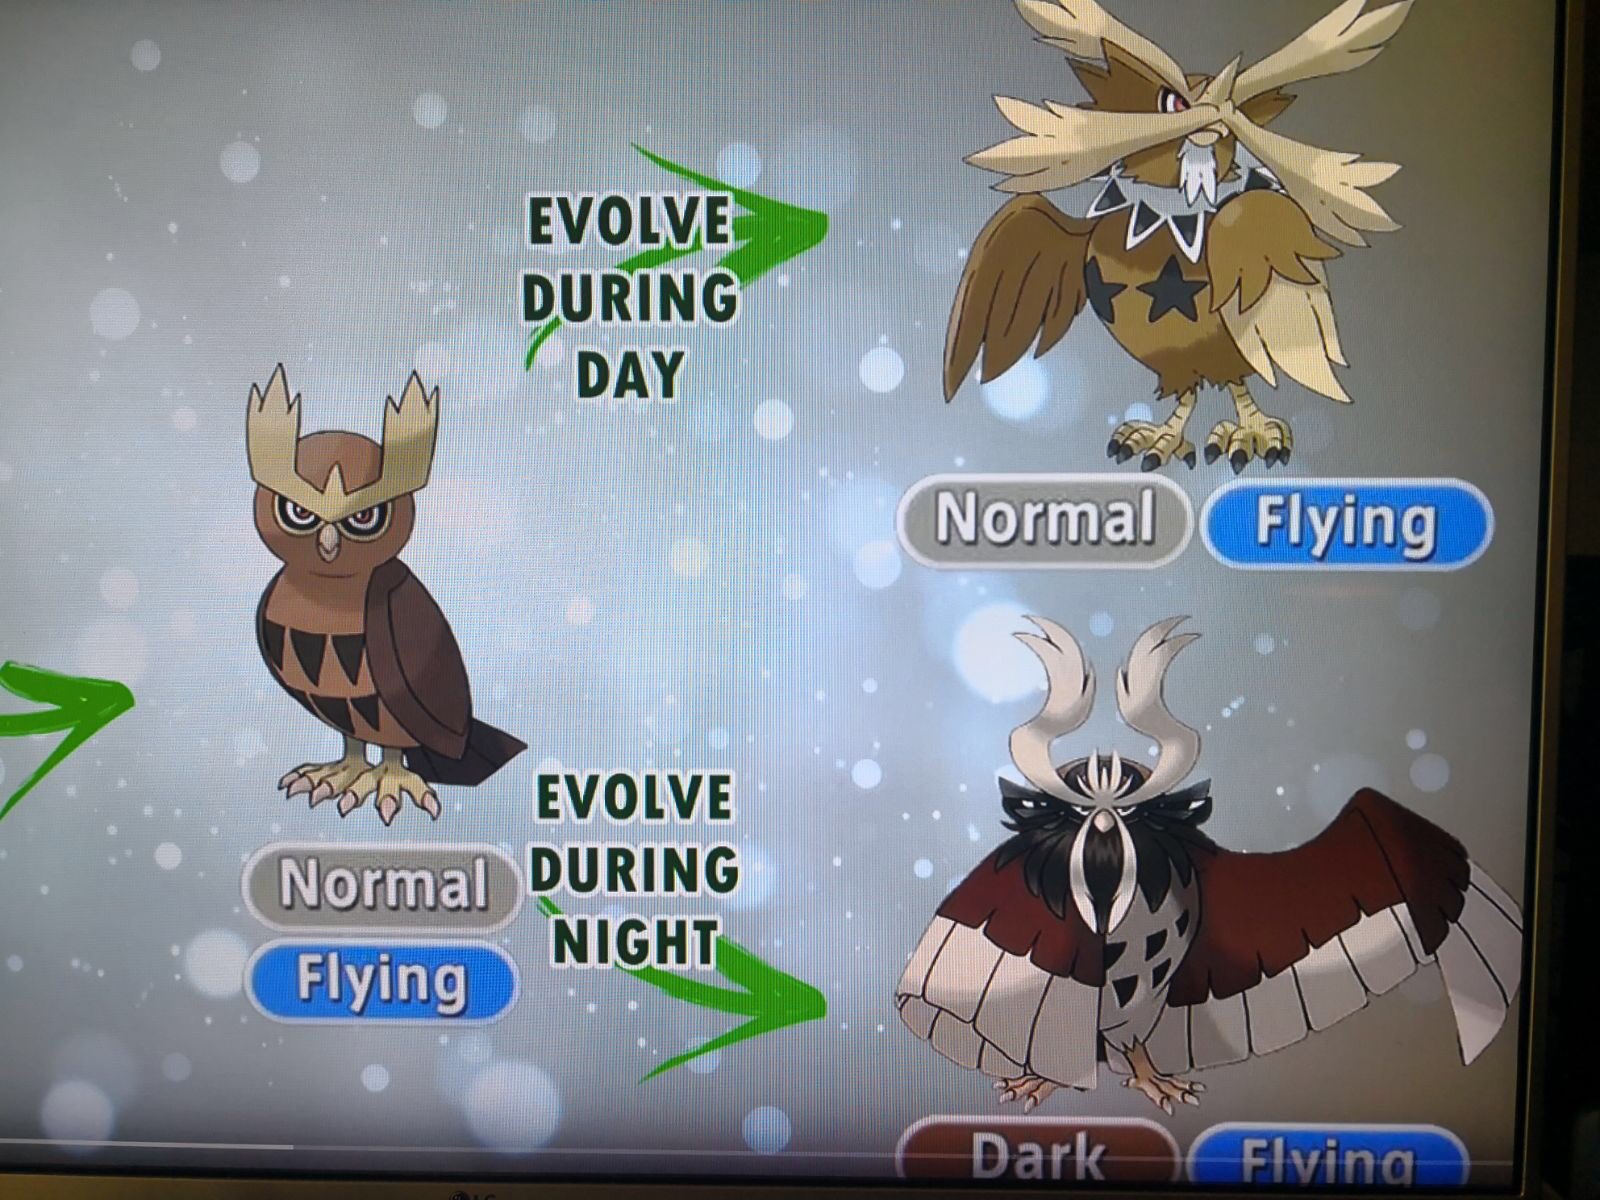 EVOLVE
DURING
DAY
Normal
Flying
Normal
Flying
EVOLVE
DURING
NIGHT
Dark
Flying